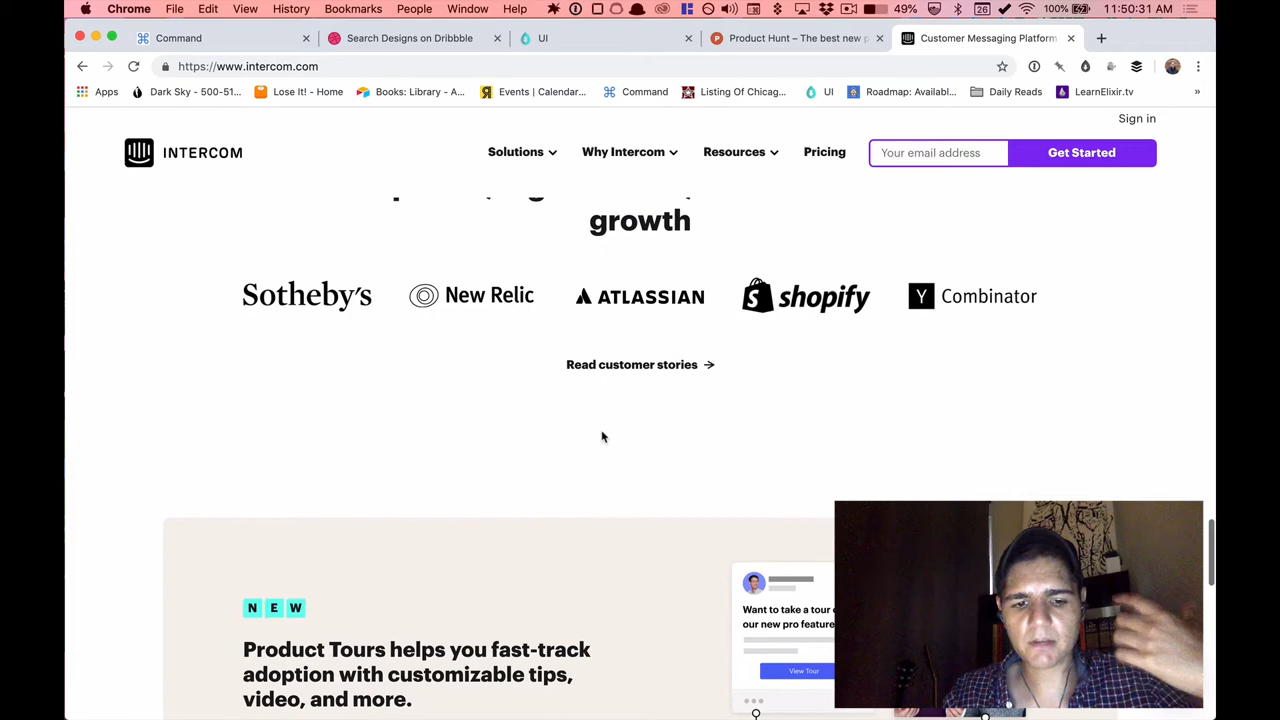 Chrome File Edit View History Bookmarks People Window Help 49% 26 100% 11:50:31 AM
Command Search Designs on Dribbble UI Product Hunt – The best new p Customer Messaging Platform
https://www.intercom.com
Apps Dark Sky - 500-51... Lose It! - Home Books: Library - A... Events | Calendar... Command Listing Of Chicag... UI Roadmap: Availabl... Daily Reads LearnElixir.tv »
Sign in
INTERCOM Solutions Why Intercom Resources Pricing Your email address Get Started
growth
Sotheby's New Relic ATLASSIAN shopify Y Combinator
Read customer stories →
NEW
Product Tours helps you fast-track
adoption with customizable tips,
video, and more.
Want to take a tour
our new pro feature
View Tour